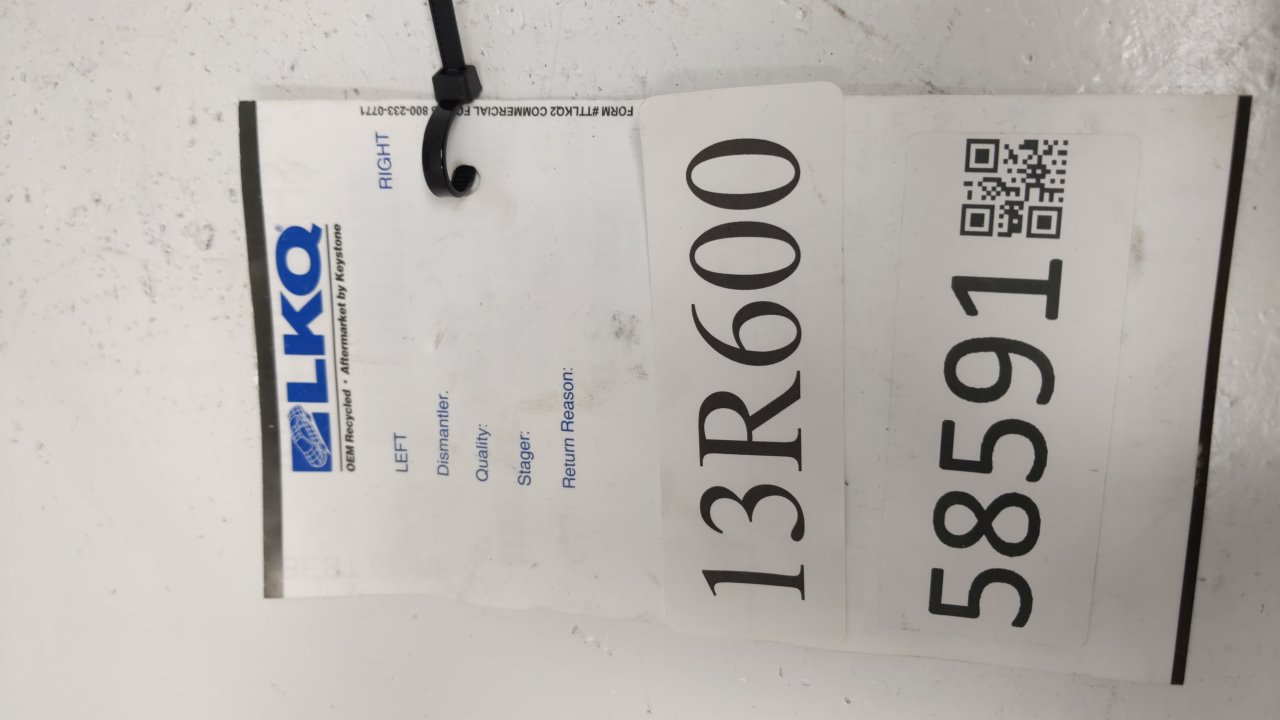 LKQ®
OEM Recycled • Aftermarket by Keystone
LEFT RIGHT
Dismantler.
Quality:
Stager:
Return Reason:
13R600
58591
FORM #TTLKQ2 COMMERCIAL 800-233-0771